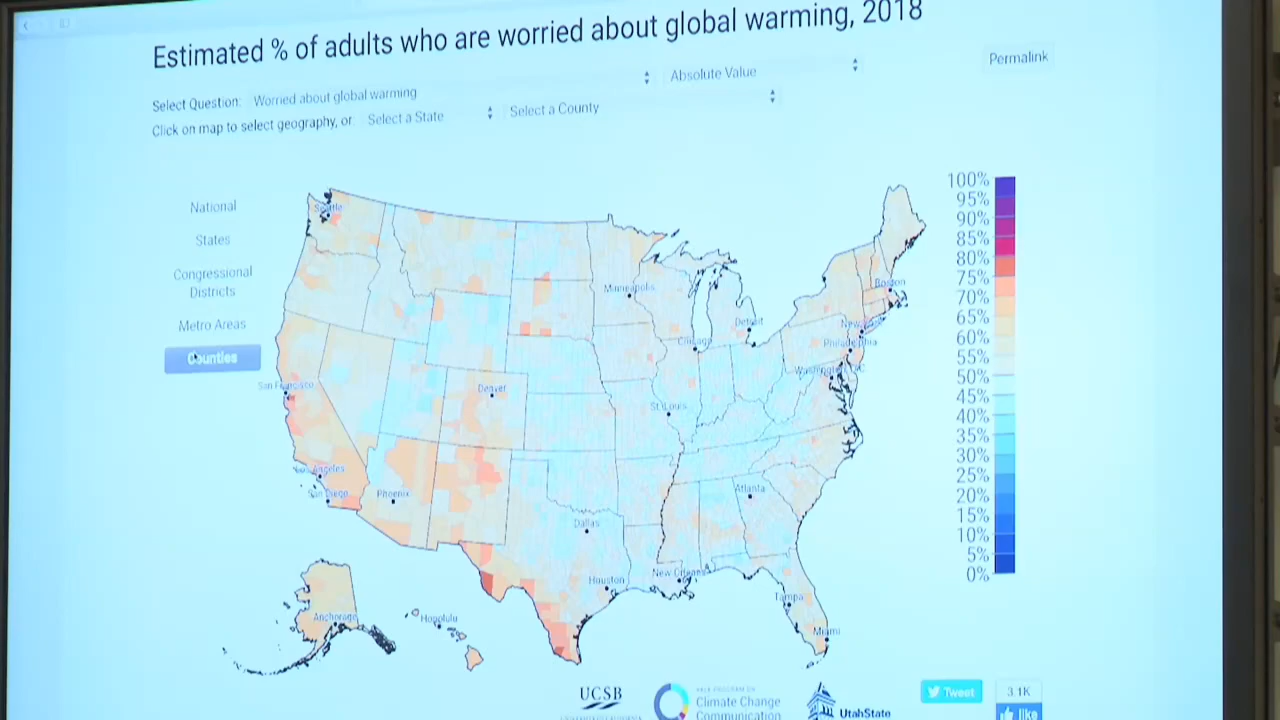 Estimated % of adults who are worried about global warming, 2018
Select Question: Worried about global warming
Absolute Value
Permalink
Click on map to select geography, or Select a State
Select a County
National
States
Congressional
Districts
Metro Areas
Counties
Seattle
Minneapolis
Boston
Detroit
Chicago
New York
Philadelphia
Washington, DC
San Francisco
Denver
St. Louis
Los Angeles
San Diego
Phoenix
Atlanta
Dallas
Houston
New Orleans
Tampa
Miami
Anchorage
Honolulu
100%
95%
90%
85%
80%
75%
70%
65%
60%
55%
50%
45%
40%
35%
30%
25%
20%
15%
10%
5%
0%
UCSB
YALE PROGRAM ON
Climate Change
Communication
UtahState
Tweet
3.1K
like